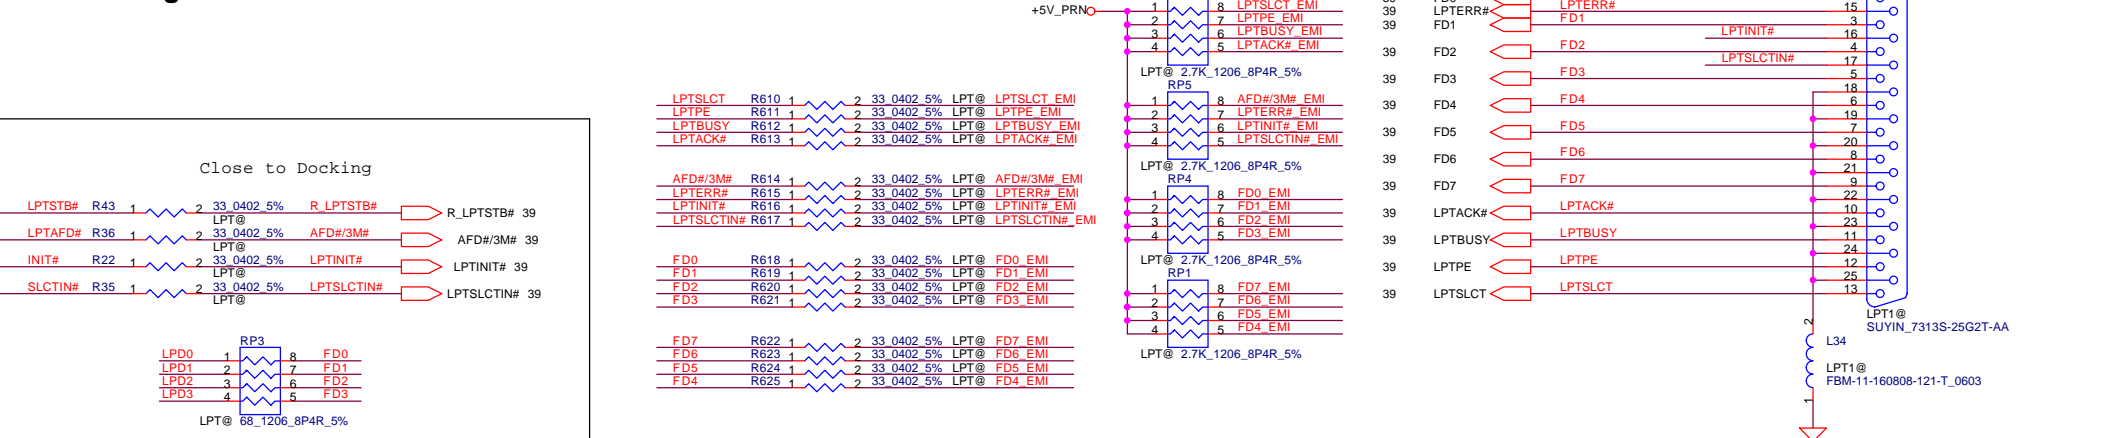 Close to Docking
LPTSTB# R43 1 2 33_0402_5% R_LPTSTB# R_LPTSTB# 39
LPT@
LPTAFD# R36 1 2 33_0402_5% AFD#/3M# AFD#/3M# 39
LPT@
INIT# R22 1 2 33_0402_5% LPTINIT# LPTINIT# 39
LPT@
SLCTIN# R35 1 2 33_0402_5% LPTSLCTIN# LPTSLCTIN# 39
LPT@
RP3
LPD0 1 8 FD0
LPD1 2 7 FD1
LPD2 3 6 FD2
LPD3 4 5 FD3
LPT@ 68_1206_8P4R_5%
LPTSLCT R610 1 2 33_0402_5% LPT@ LPTSLCT_EMI
LPTPE R611 1 2 33_0402_5% LPT@ LPTPE_EMI
LPTBUSY R612 1 2 33_0402_5% LPT@ LPTBUSY_EMI
LPTACK# R613 1 2 33_0402_5% LPT@ LPTACK#_EMI
AFD#/3M# R614 1 2 33_0402_5% LPT@ AFD#/3M#_EMI
LPTERR# R615 1 2 33_0402_5% LPT@ LPTERR#_EMI
LPTINIT# R616 1 2 33_0402_5% LPT@ LPTINIT#_EMI
LPTSLCTIN# R617 1 2 33_0402_5% LPT@ LPTSLCTIN#_EMI
FD0 R618 1 2 33_0402_5% LPT@ FD0_EMI
FD1 R619 1 2 33_0402_5% LPT@ FD1_EMI
FD2 R620 1 2 33_0402_5% LPT@ FD2_EMI
FD3 R621 1 2 33_0402_5% LPT@ FD3_EMI
FD7 R622 1 2 33_0402_5% LPT@ FD7_EMI
FD6 R623 1 2 33_0402_5% LPT@ FD6_EMI
FD5 R624 1 2 33_0402_5% LPT@ FD5_EMI
FD4 R625 1 2 33_0402_5% LPT@ FD4_EMI
+5V_PRN 1 8 LPTSLCT_EMI
2 7 LPTPE_EMI
3 6 LPTBUSY_EMI
4 5 LPTACK#_EMI
LPT@ 2.7K_1206_8P4R_5%
RP5
1 8 AFD#/3M#_EMI
2 7 LPTERR#_EMI
3 6 LPTINIT#_EMI
4 5 LPTSLCTIN#_EMI
LPT@ 2.7K_1206_8P4R_5%
RP4
1 8 FD0_EMI
2 7 FD1_EMI
3 6 FD2_EMI
4 5 FD3_EMI
LPT@ 2.7K_1206_8P4R_5%
RP1
1 8 FD7_EMI
2 7 FD6_EMI
3 6 FD5_EMI
4 5 FD4_EMI
LPT@ 2.7K_1206_8P4R_5%
39 LPTERR# LPTERR# 15
39 FD1 FD1 3
LPTINIT# 16
39 FD2 FD2 4
LPTSLCTIN# 17
39 FD3 FD3 5
18
39 FD4 FD4 6
19
39 FD5 FD5 7
20
39 FD6 FD6 8
21
39 FD7 FD7 9
22
39 LPTACK# LPTACK# 10
23
39 LPTBUSY LPTBUSY 11
24
39 LPTPE LPTPE 12
25
39 LPTSLCT LPTSLCT 13
LPT1@
SUYIN_7313S-25G2T-AA
2
L34
LPT1@
FBM-11-160808-121-T_0603
1